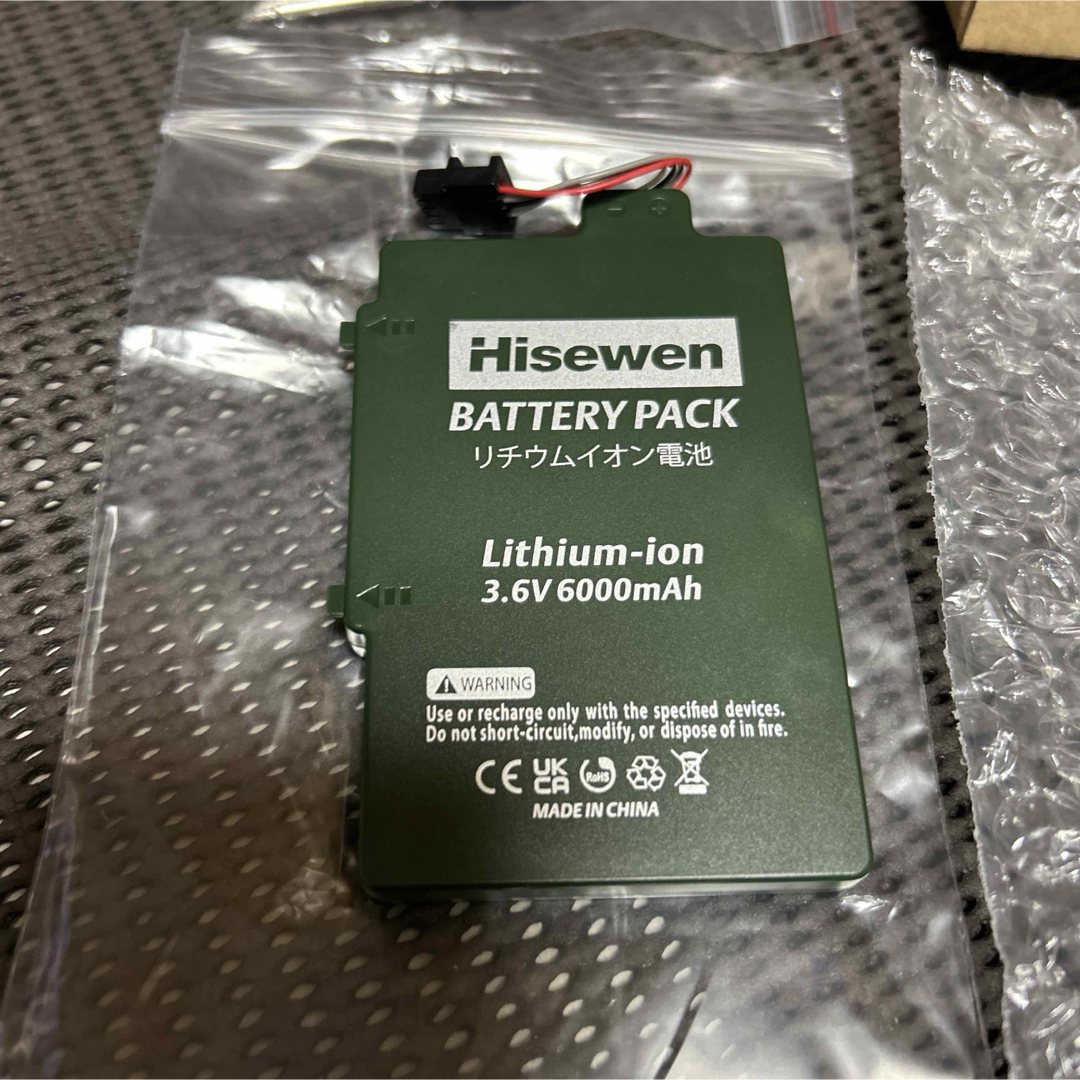 − +
Hisewen
BATTERY PACK
リチウムイオン電池
Lithium-ion
3.6V 6000mAh
WARNING
Use or recharge only with the specified devices.
Do not short-circuit,modify, or dispose of in fire.
CE UK CA RoHS
MADE IN CHINA